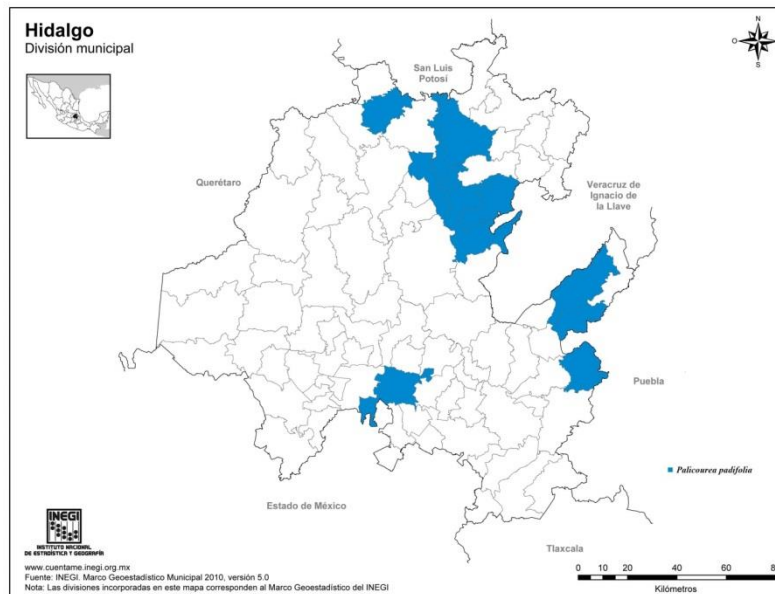 Hidalgo
División municipal
N
O
E
S
San Luis
Potosí
Querétaro
Veracruz de
Ignacio de
la Llave
Puebla
Palicourea padifolia
Estado de México
Tlaxcala
INEGI
INSTITUTO NACIONAL
DE ESTADÍSTICA Y GEOGRAFÍA
www.cuentame.inegi.org.mx
Fuente: INEGI. Marco Geoestadístico Municipal 2010, versión 5.0
Nota: Las divisiones incorporadas en este mapa corresponden al Marco Geoestadístico del INEGI
0 10 20 40 60
Kilómetros